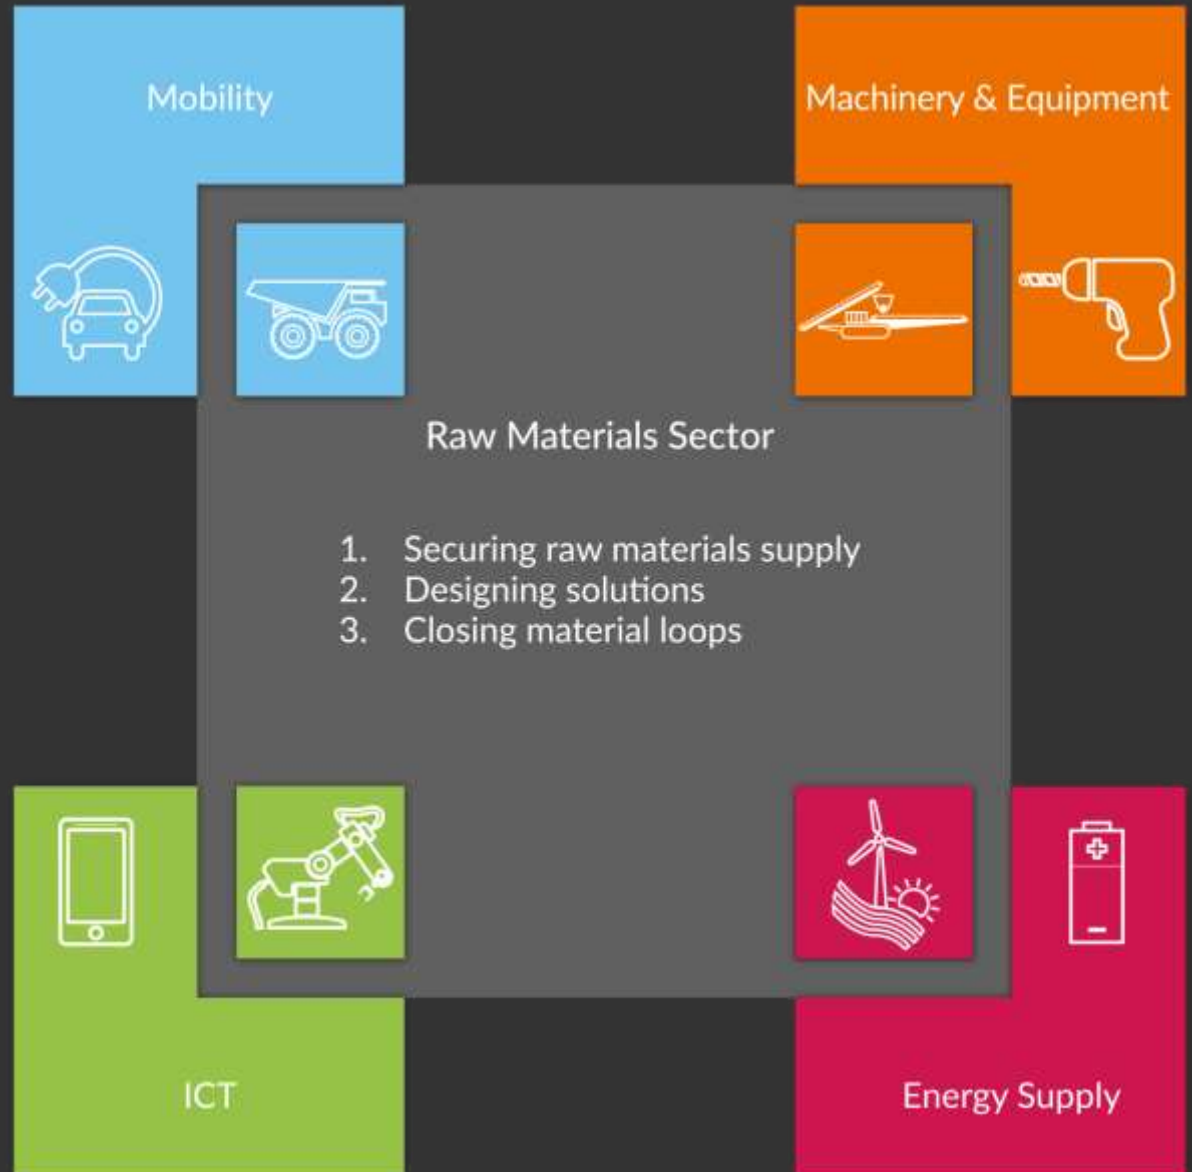 Mobility
Machinery & Equipment
Raw Materials Sector
1. Securing raw materials supply
2. Designing solutions
3. Closing material loops
ICT
Energy Supply